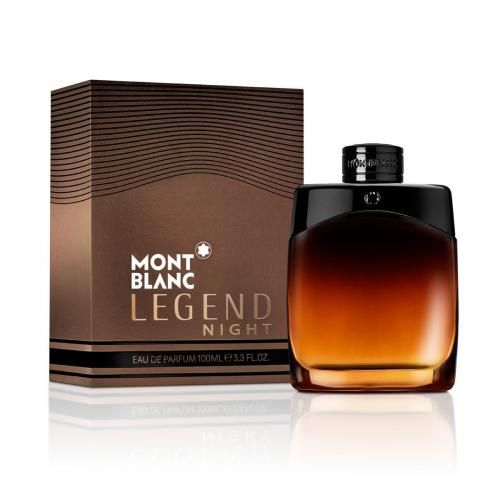 MONT
BLANC
LEGEND
NIGHT
EAU DE PARFUM 100ML ℮ 3.3 FL.OZ.
MONTBLANC